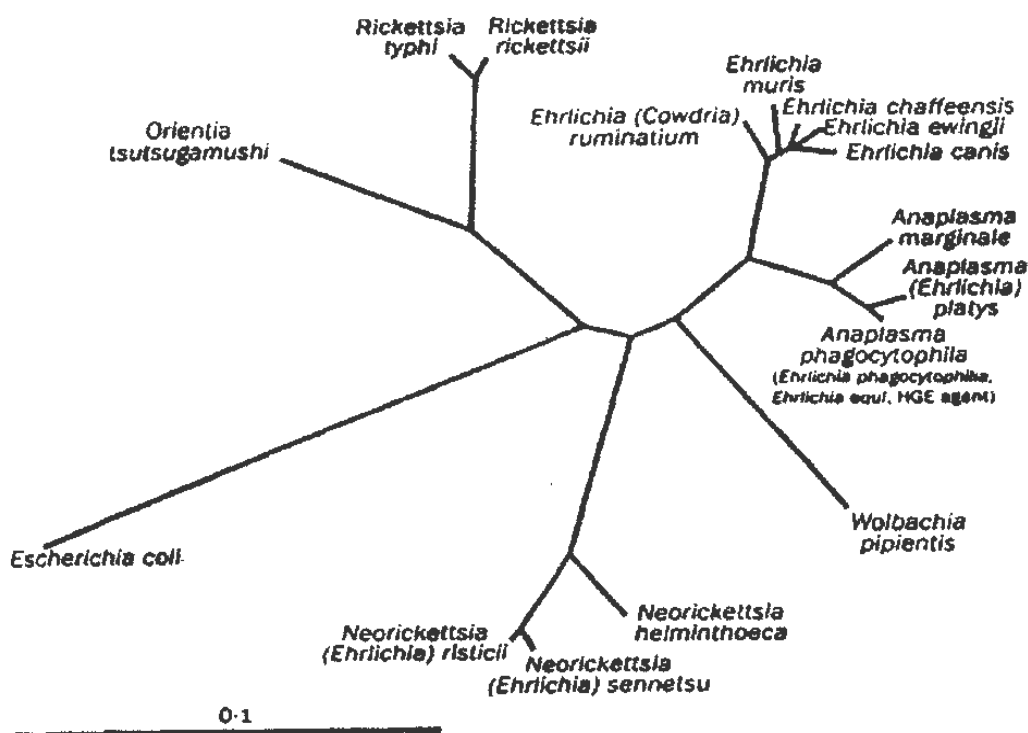 Rickettsia
typhi
Rickettsia
rickettsii
Ehrlichia
muris
Ehrlichia (Cowdria)
ruminatium
Ehrlichia chaffeensis
Ehrlichia ewingii
Ehrlichia canis
Orientia
tsutsugamushi
Anaplasma
marginale
Anaplasma
(Ehrlichia)
platys
Anaplasma
phagocytophila
(Ehrlichia phagocytophilia,
Ehrlichia equi, HGE agent)
Wolbachia
pipientis
Escherichia coli
Neorickettsia
helminthoeca
Neorickettsia
(Ehrlichia) risticii
Neorickettsia
(Ehrlichia) sennetsu
0·1